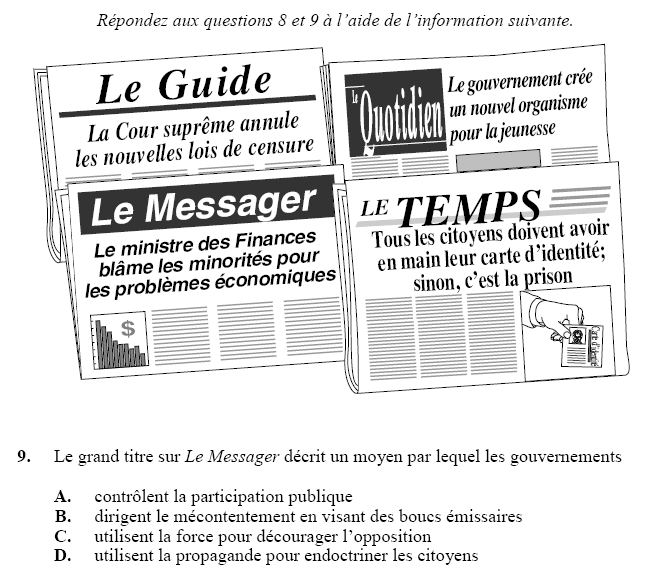 Répondez aux questions 8 et 9 à l'aide de l'information suivante.
Le Guide
La Cour suprême annule
les nouvelles lois de censure
le Quotidien
Le gouvernement crée
un nouvel organisme
pour la jeunesse
Le Messager
Le ministre des Finances
blâme les minorités pour
les problèmes économiques
$
LE TEMPS
Tous les citoyens doivent avoir
en main leur carte d'identité;
sinon, c'est la prison
Carte d'identité
9. Le grand titre sur Le Messager décrit un moyen par lequel les gouvernements
A. contrôlent la participation publique
B. dirigent le mécontentement en visant des boucs émissaires
C. utilisent la force pour décourager l'opposition
D. utilisent la propagande pour endoctriner les citoyens